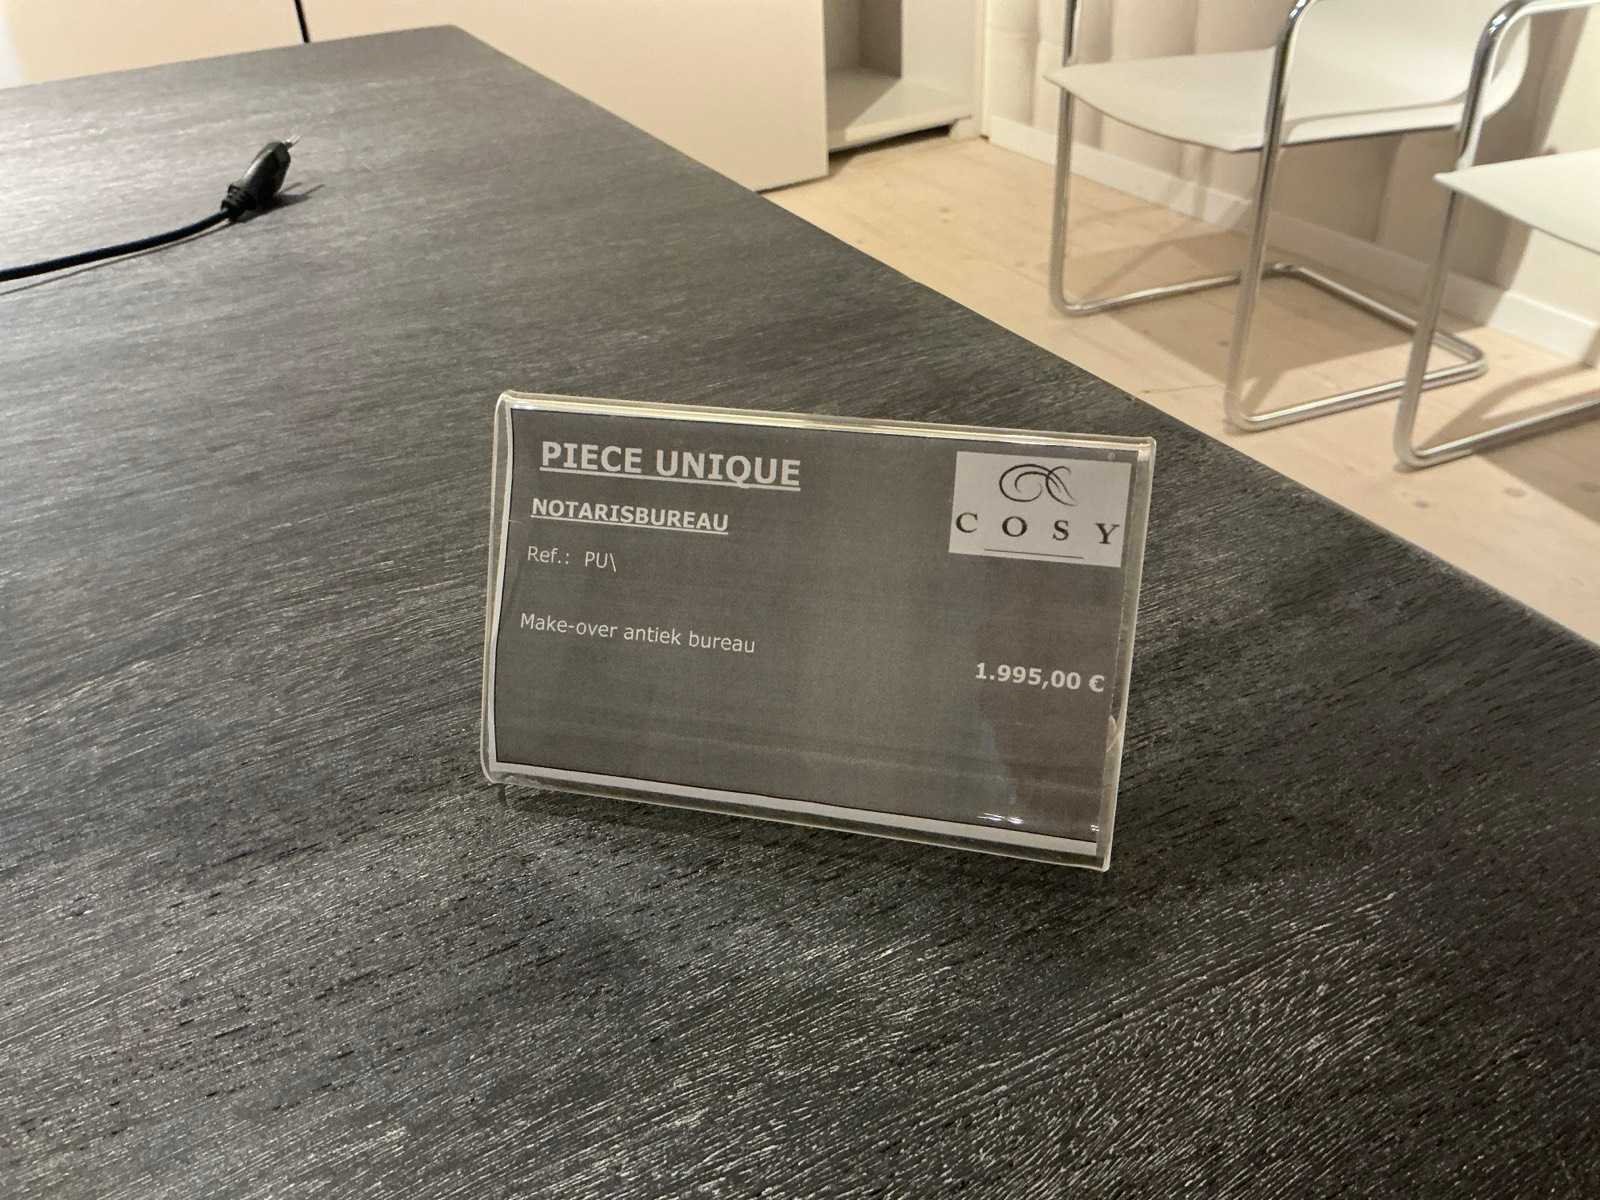 PIECE UNIQUE
COSY
NOTARISBUREAU
Ref.: PU\
Make-over antiek bureau
1.995,00 €